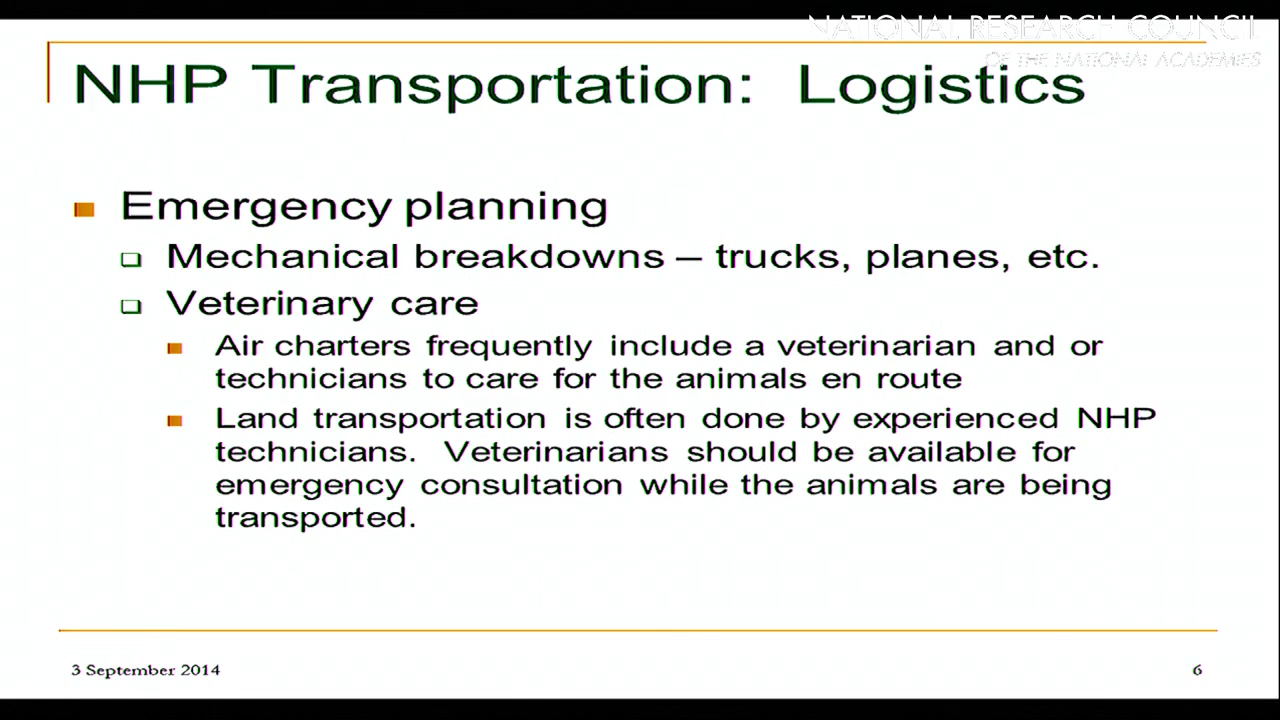 NATIONAL RESEARCH COUNCIL
OF THE NATIONAL ACADEMIES
NHP Transportation: Logistics
Emergency planning
Mechanical breakdowns – trucks, planes, etc.
Veterinary care
Air charters frequently include a veterinarian and or
technicians to care for the animals en route
Land transportation is often done by experienced NHP
technicians. Veterinarians should be available for
emergency consultation while the animals are being
transported.
3 September 2014
6